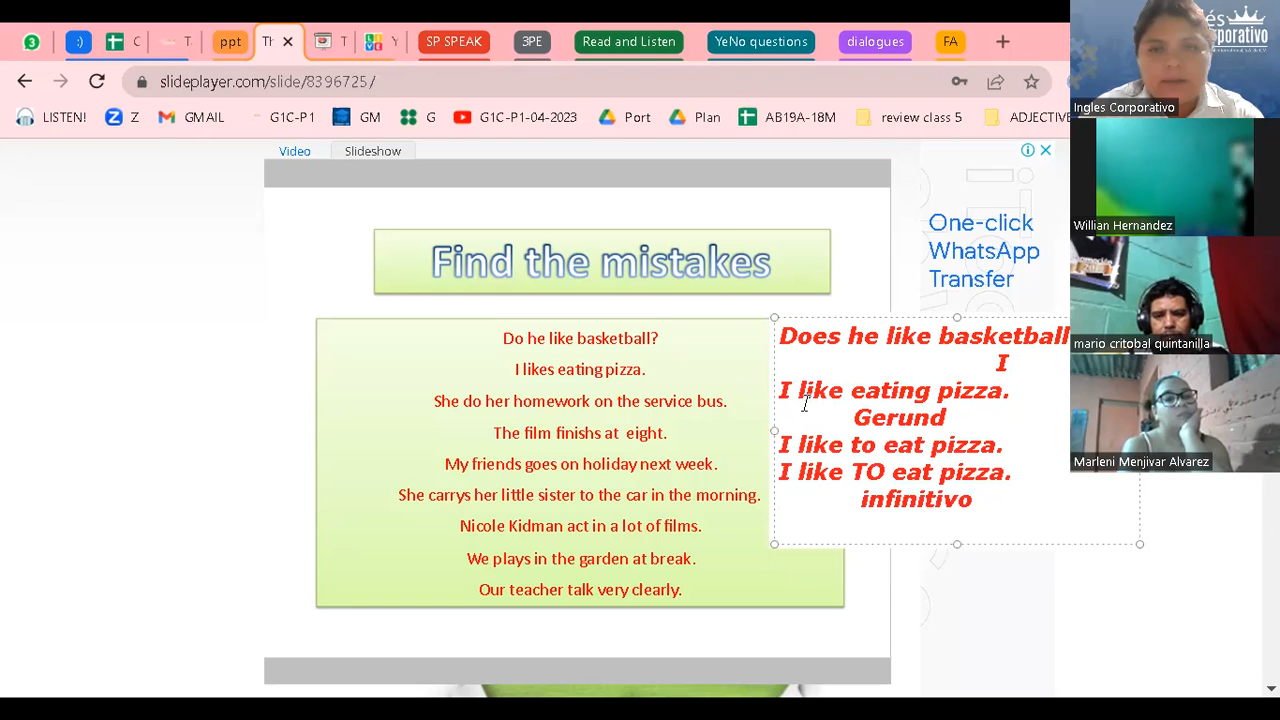 3 :) C T ppt Th T Y SP SPEAK 3PE Read and Listen YeNo questions dialogues FA
slideplayer.com/slide/8396725/
LISTEN! Z GMAIL G1C-P1 GM G G1C-P1-04-2023 Port Plan AB19A-18M review class 5 ADJECTIVE
Video Slideshow
One-click
WhatsApp
Transfer
Find the mistakes
Do he like basketball?
I likes eating pizza.
She do her homework on the service bus.
The film finishs at eight.
My friends goes on holiday next week.
She carrys her little sister to the car in the morning.
Nicole Kidman act in a lot of films.
We plays in the garden at break.
Our teacher talk very clearly.
Does he like basketball
I
I like eating pizza.
Gerund
I like to eat pizza.
I like TO eat pizza.
infinitivo
Ingles Corporativo
Willian Hernandez
mario critobal quintanilla
Marleni Menjivar Alvarez